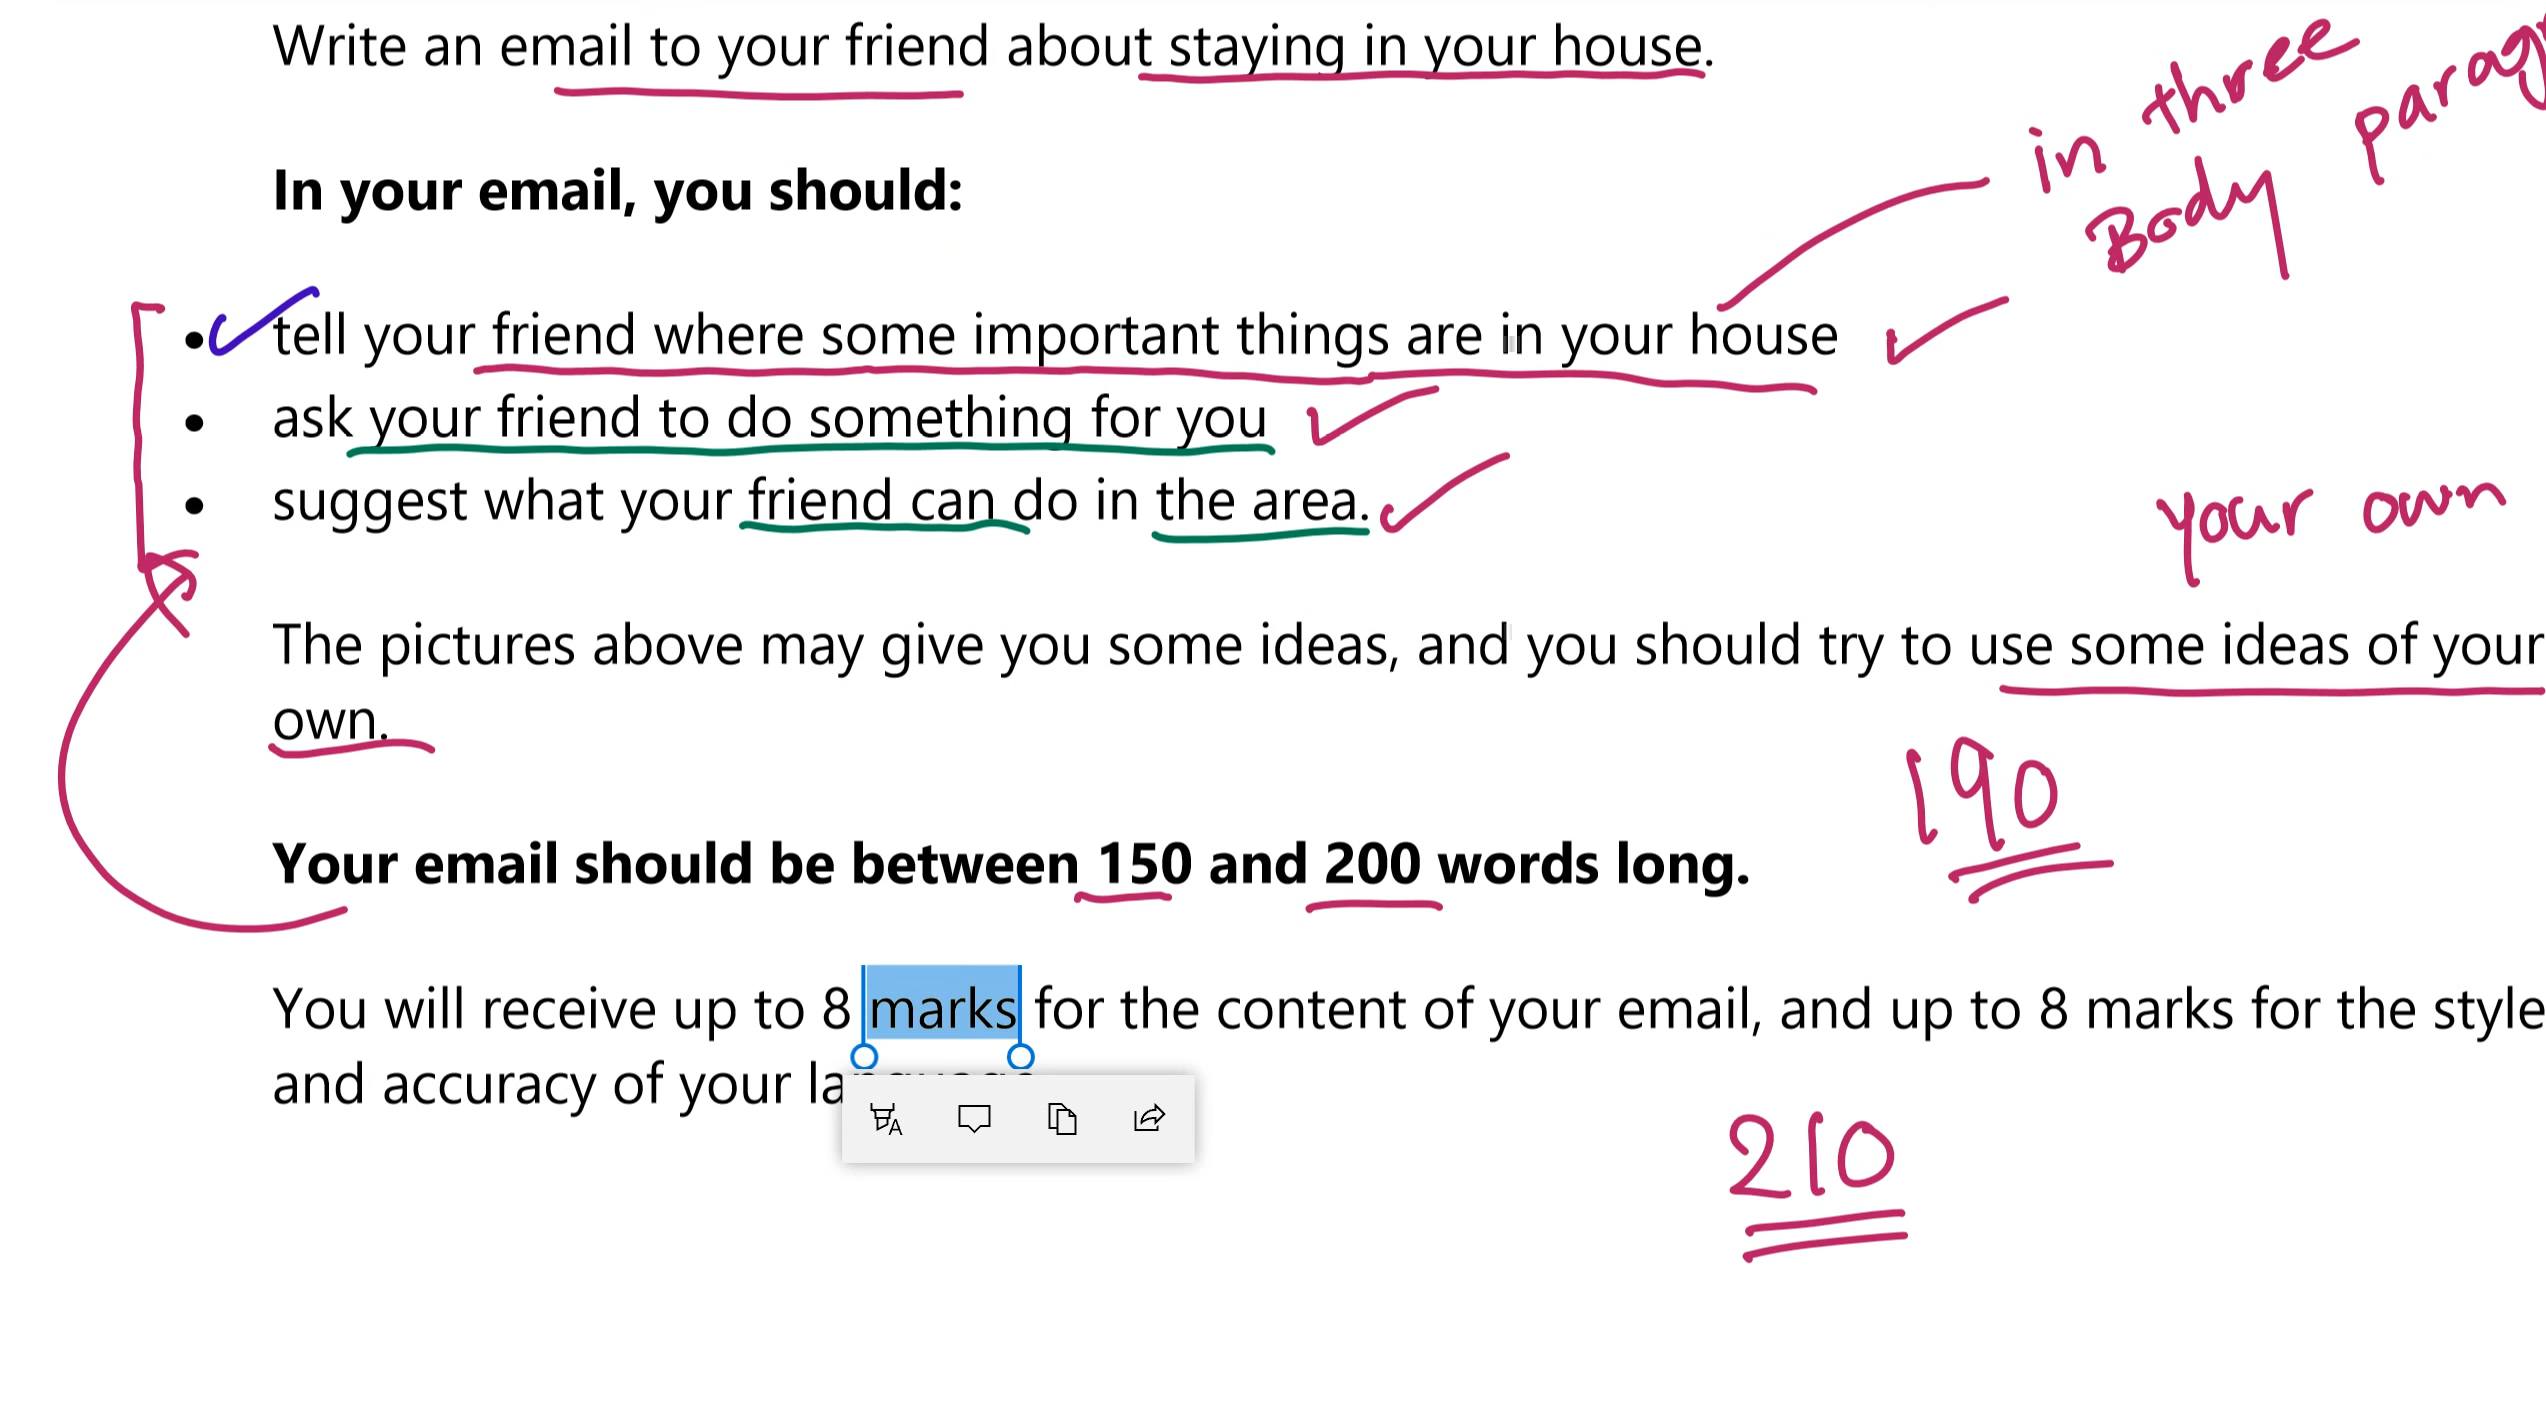 Write an email to your friend about staying in your house.
in three
Body parag
In your email, you should:
• tell your friend where some important things are in your house
• ask your friend to do something for you
• suggest what your friend can do in the area.
your own
The pictures above may give you some ideas, and you should try to use some ideas of your
own.
190
Your email should be between 150 and 200 words long.
You will receive up to 8 marks for the content of your email, and up to 8 marks for the style
and accuracy of your la
210